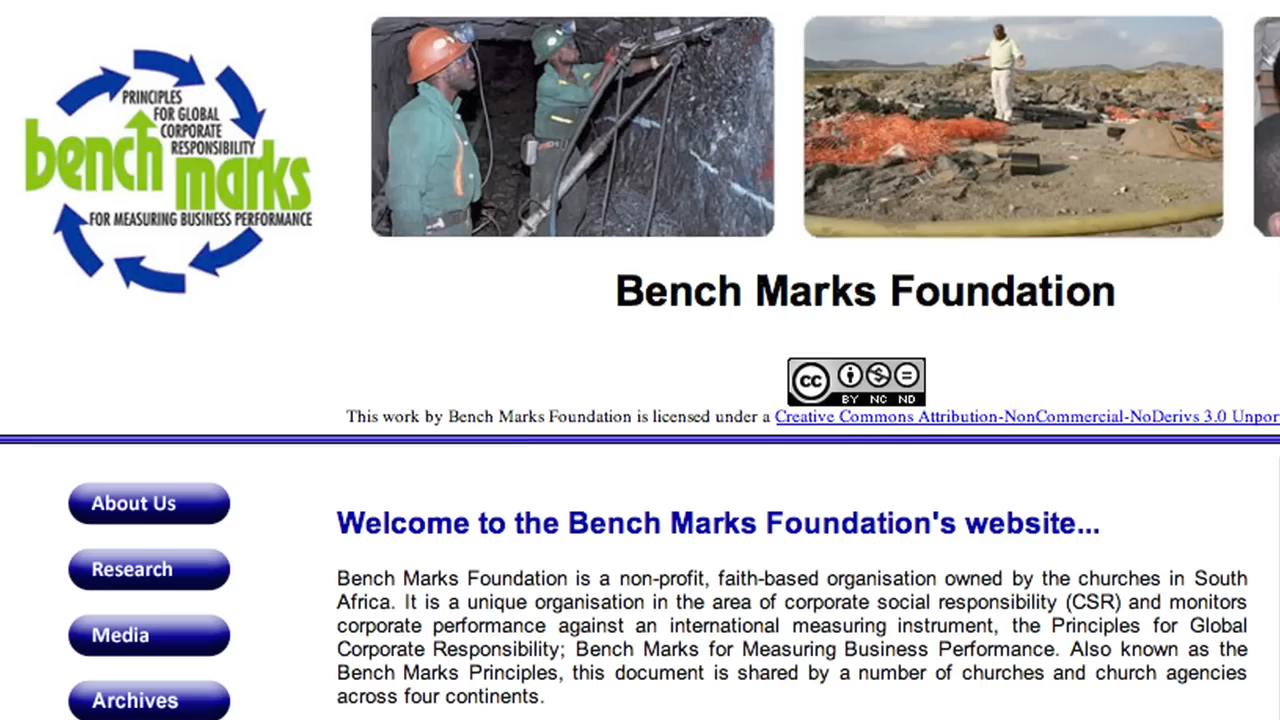 PRINCIPLES
FOR GLOBAL
CORPORATE
RESPONSIBILITY
bench marks
FOR MEASURING BUSINESS PERFORMANCE
Bench Marks Foundation
cc
BY NC ND
This work by Bench Marks Foundation is licensed under a Creative Commons Attribution-NonCommercial-NoDerivs 3.0 Unpor
About Us
Research
Media
Archives
Welcome to the Bench Marks Foundation's website...
Bench Marks Foundation is a non-profit, faith-based organisation owned by the churches in South
Africa. It is a unique organisation in the area of corporate social responsibility (CSR) and monitors
corporate performance against an international measuring instrument, the Principles for Global
Corporate Responsibility; Bench Marks for Measuring Business Performance. Also known as the
Bench Marks Principles, this document is shared by a number of churches and church agencies
across four continents.